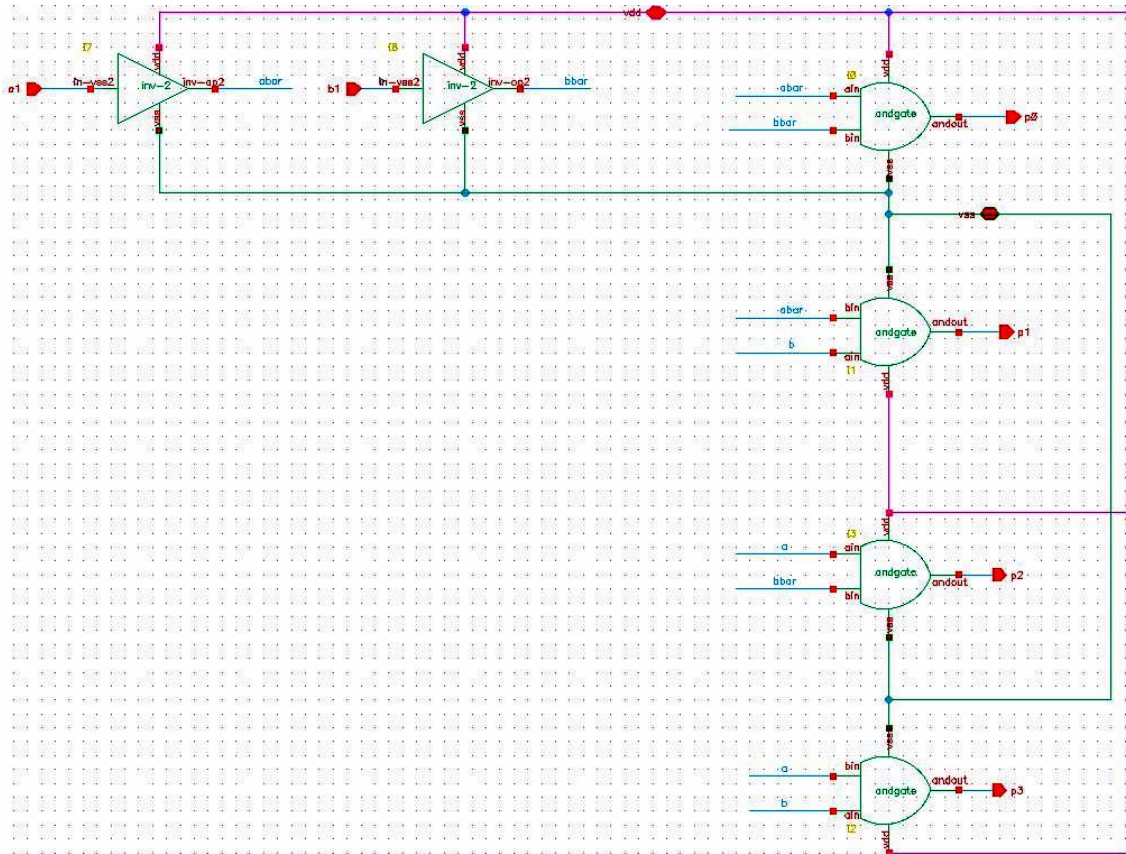 vdd
I7
I8
I0
vdd
vdd
vdd
a1
in-vss2
inv-2
inv-op2
abar
b1
in-vss2
inv-2
inv-op2
bbar
abar
ain
andgate
andout
p0
bbar
bin
vss
vss
vss
vss
vss
abar
bin
andgate
andout
p1
b
ain
I1
vdd
vdd
I3
a
ain
andgate
andout
p2
bbar
bin
vss
vss
a
bin
andgate
andout
p3
b
ain
I2
vdd